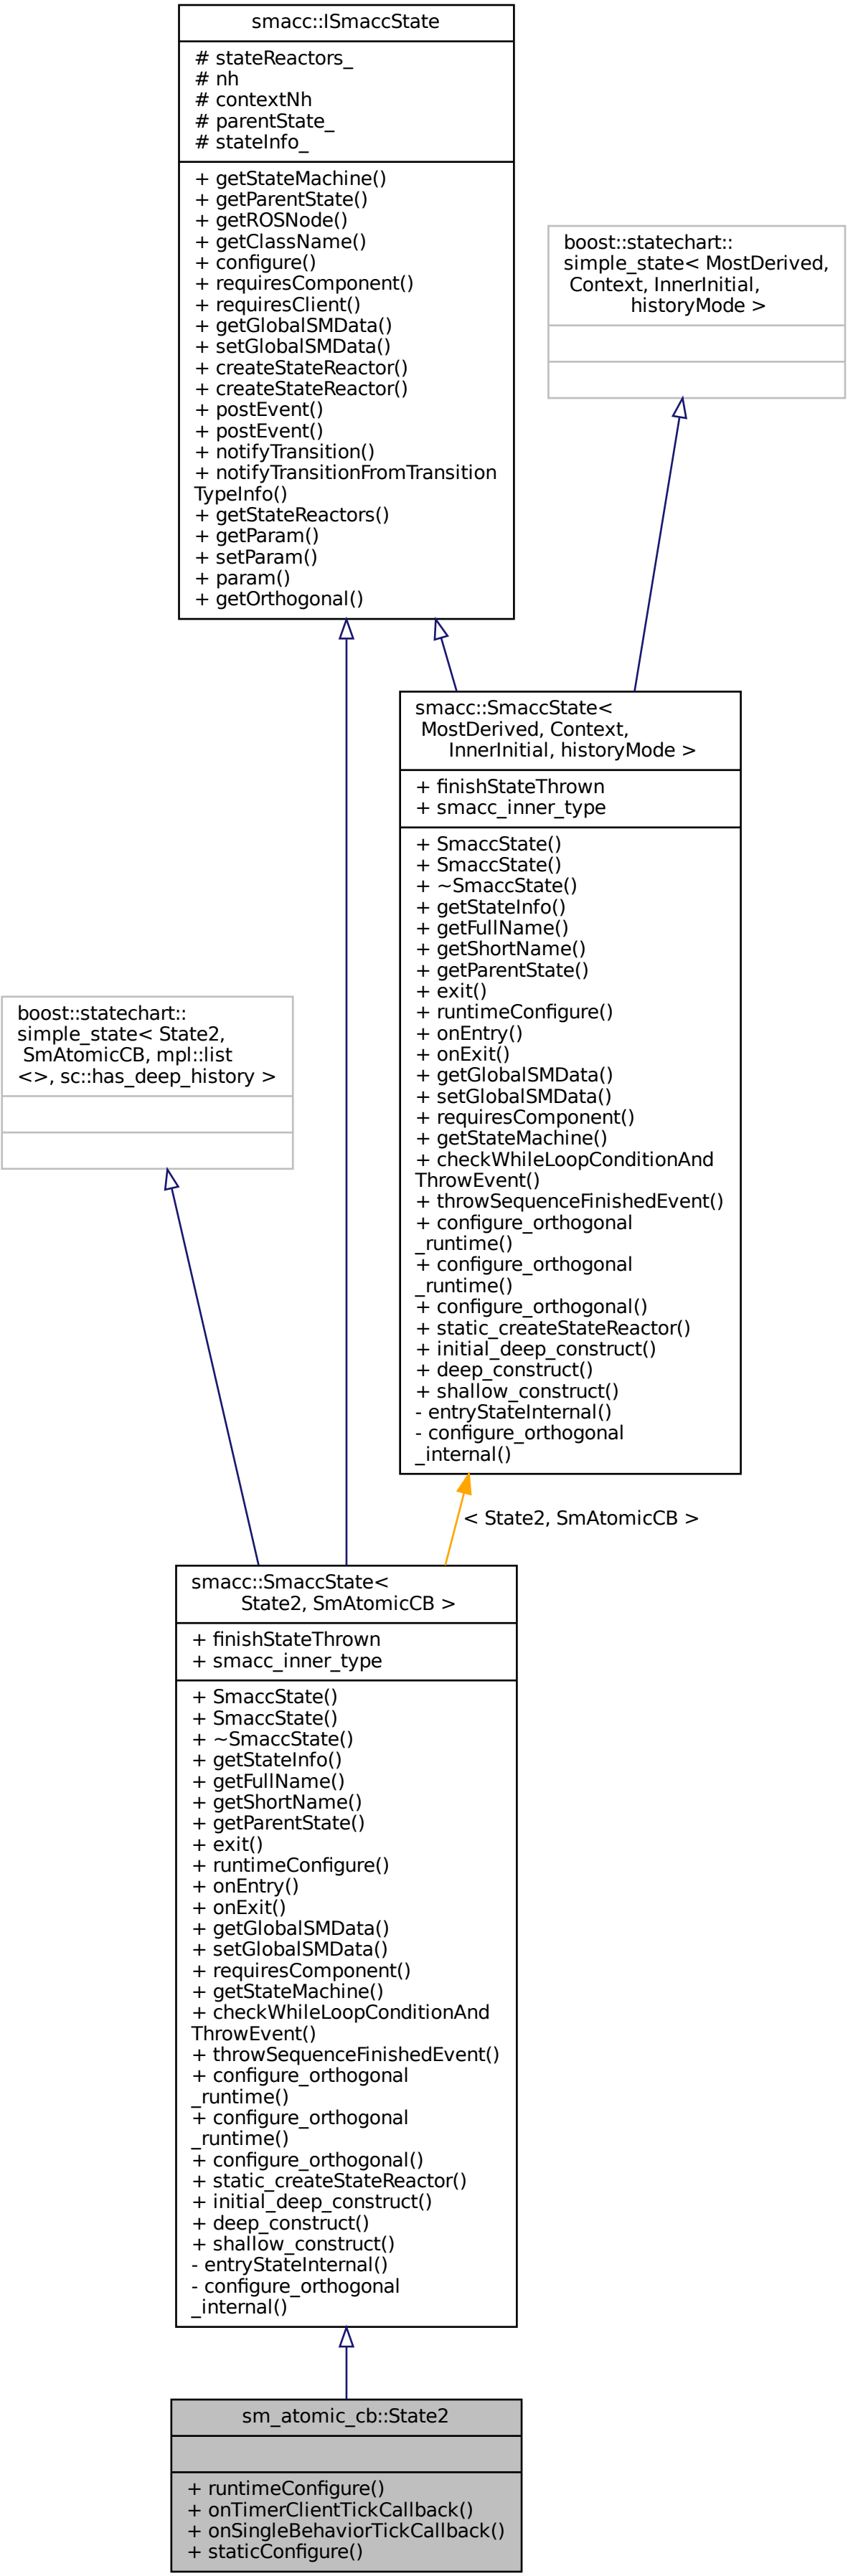 smacc::ISmaccState
# stateReactors_
# nh
# contextNh
# parentState_
# stateInfo_
+ getStateMachine()
+ getParentState()
+ getROSNode()
+ getClassName()
+ configure()
+ requiresComponent()
+ requiresClient()
+ getGlobalSMData()
+ setGlobalSMData()
+ createStateReactor()
+ createStateReactor()
+ postEvent()
+ postEvent()
+ notifyTransition()
+ notifyTransitionFromTransition
TypeInfo()
+ getStateReactors()
+ getParam()
+ setParam()
+ param()
+ getOrthogonal()
boost::statechart::
simple_state< MostDerived,
Context, InnerInitial,
historyMode >
smacc::SmaccState<
MostDerived, Context,
InnerInitial, historyMode >
+ finishStateThrown
+ smacc_inner_type
+ SmaccState()
+ SmaccState()
+ ~SmaccState()
+ getStateInfo()
+ getFullName()
+ getShortName()
+ getParentState()
+ exit()
+ runtimeConfigure()
+ onEntry()
+ onExit()
+ getGlobalSMData()
+ setGlobalSMData()
+ requiresComponent()
+ getStateMachine()
+ checkWhileLoopConditionAnd
ThrowEvent()
+ throwSequenceFinishedEvent()
+ configure_orthogonal
_runtime()
+ configure_orthogonal
_runtime()
+ configure_orthogonal()
+ static_createStateReactor()
+ initial_deep_construct()
+ deep_construct()
+ shallow_construct()
- entryStateInternal()
- configure_orthogonal
_internal()
boost::statechart::
simple_state< State2,
SmAtomicCB, mpl::list
<>, sc::has_deep_history >
< State2, SmAtomicCB >
smacc::SmaccState<
State2, SmAtomicCB >
+ finishStateThrown
+ smacc_inner_type
+ SmaccState()
+ SmaccState()
+ ~SmaccState()
+ getStateInfo()
+ getFullName()
+ getShortName()
+ getParentState()
+ exit()
+ runtimeConfigure()
+ onEntry()
+ onExit()
+ getGlobalSMData()
+ setGlobalSMData()
+ requiresComponent()
+ getStateMachine()
+ checkWhileLoopConditionAnd
ThrowEvent()
+ throwSequenceFinishedEvent()
+ configure_orthogonal
_runtime()
+ configure_orthogonal
_runtime()
+ configure_orthogonal()
+ static_createStateReactor()
+ initial_deep_construct()
+ deep_construct()
+ shallow_construct()
- entryStateInternal()
- configure_orthogonal
_internal()
sm_atomic_cb::State2
+ runtimeConfigure()
+ onTimerClientTickCallback()
+ onSingleBehaviorTickCallback()
+ staticConfigure()